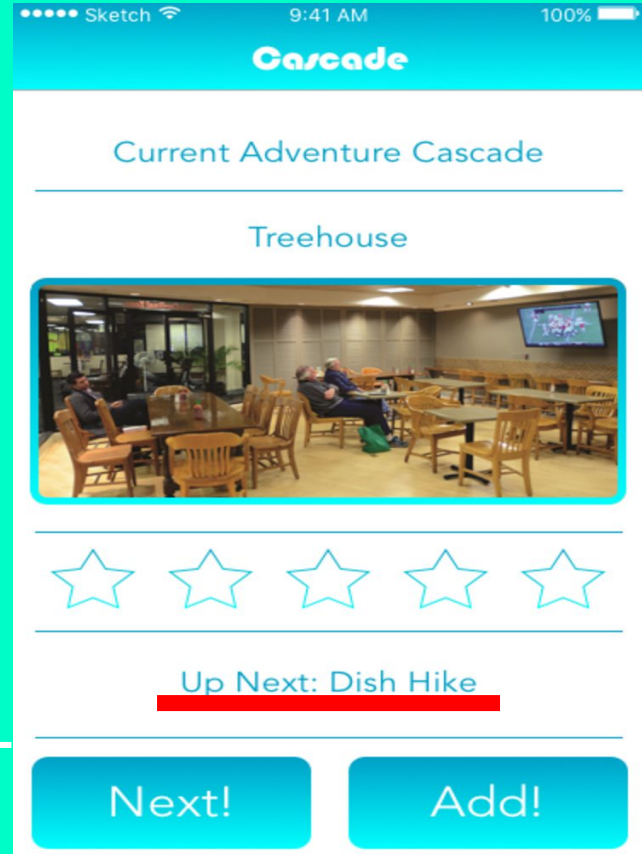 Sketch 9:41 AM 100%
Cascade
Current Adventure Cascade
Treehouse
Up Next: Dish Hike
Next! Add!